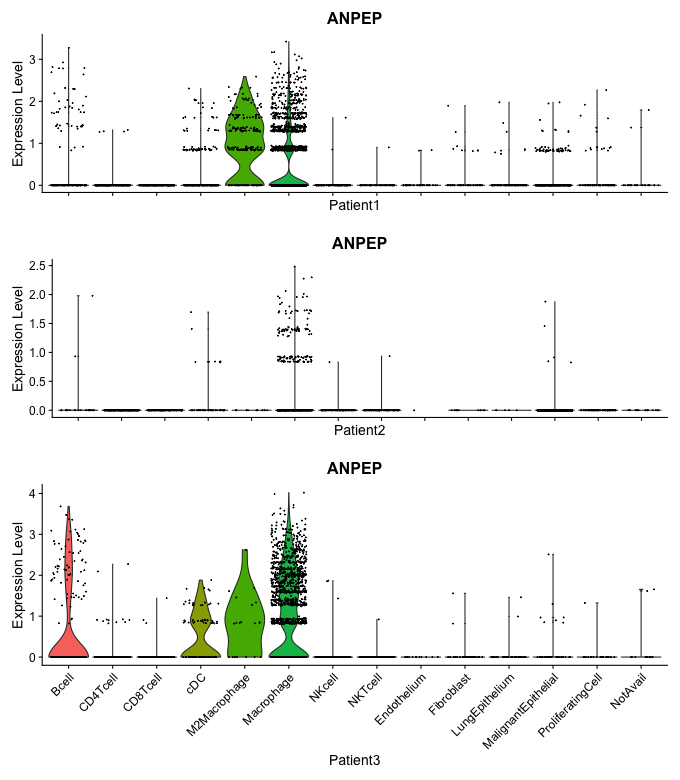 ANPEP
Expression Level
3
2
1
0
Patient1
ANPEP
Expression Level
2.5
2.0
1.5
1.0
0.5
0.0
Patient2
ANPEP
Expression Level
4
3
2
1
0
Bcell
CD4Tcell
CD8Tcell
cDC
M2Macrophage
Macrophage
NKcell
NKTcell
Endothelium
Fibroblast
LungEpithelium
MalignantEpithelial
ProliferatingCell
NotAvail
Patient3